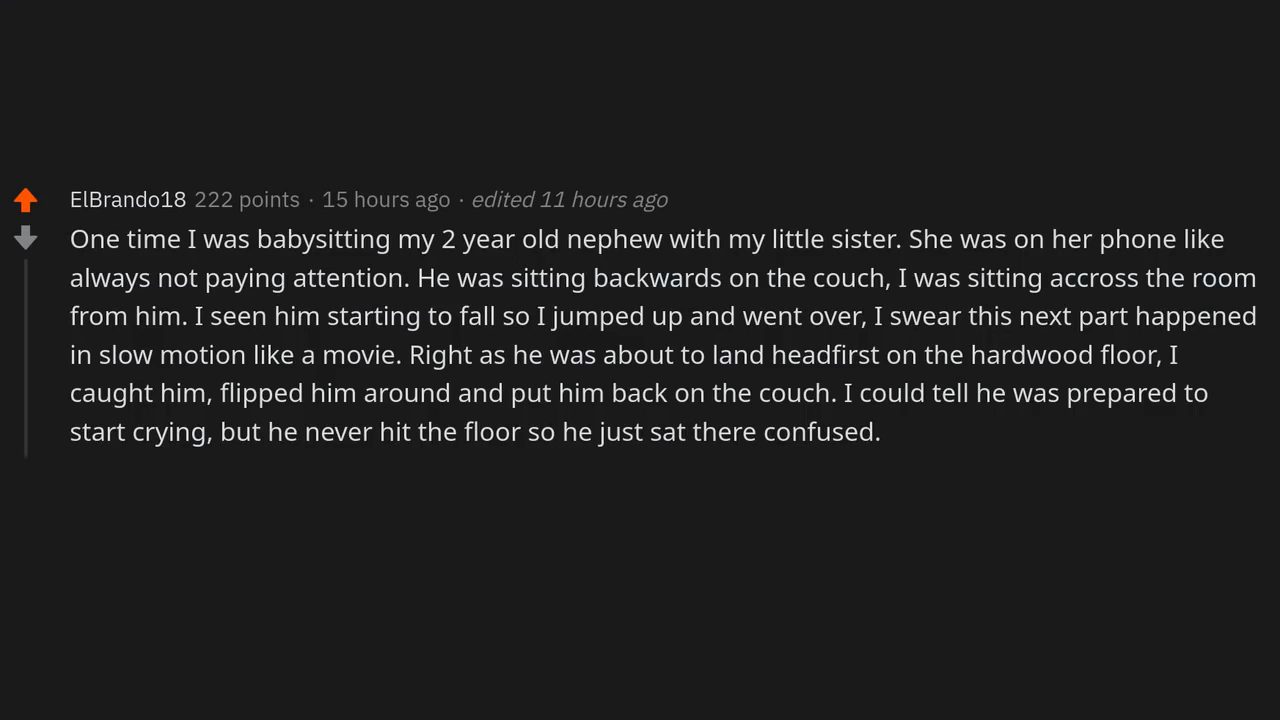 ElBrando18 222 points · 15 hours ago · edited 11 hours ago
One time I was babysitting my 2 year old nephew with my little sister. She was on her phone like
always not paying attention. He was sitting backwards on the couch, I was sitting accross the room
from him. I seen him starting to fall so I jumped up and went over, I swear this next part happened
in slow motion like a movie. Right as he was about to land headfirst on the hardwood floor, I
caught him, flipped him around and put him back on the couch. I could tell he was prepared to
start crying, but he never hit the floor so he just sat there confused.